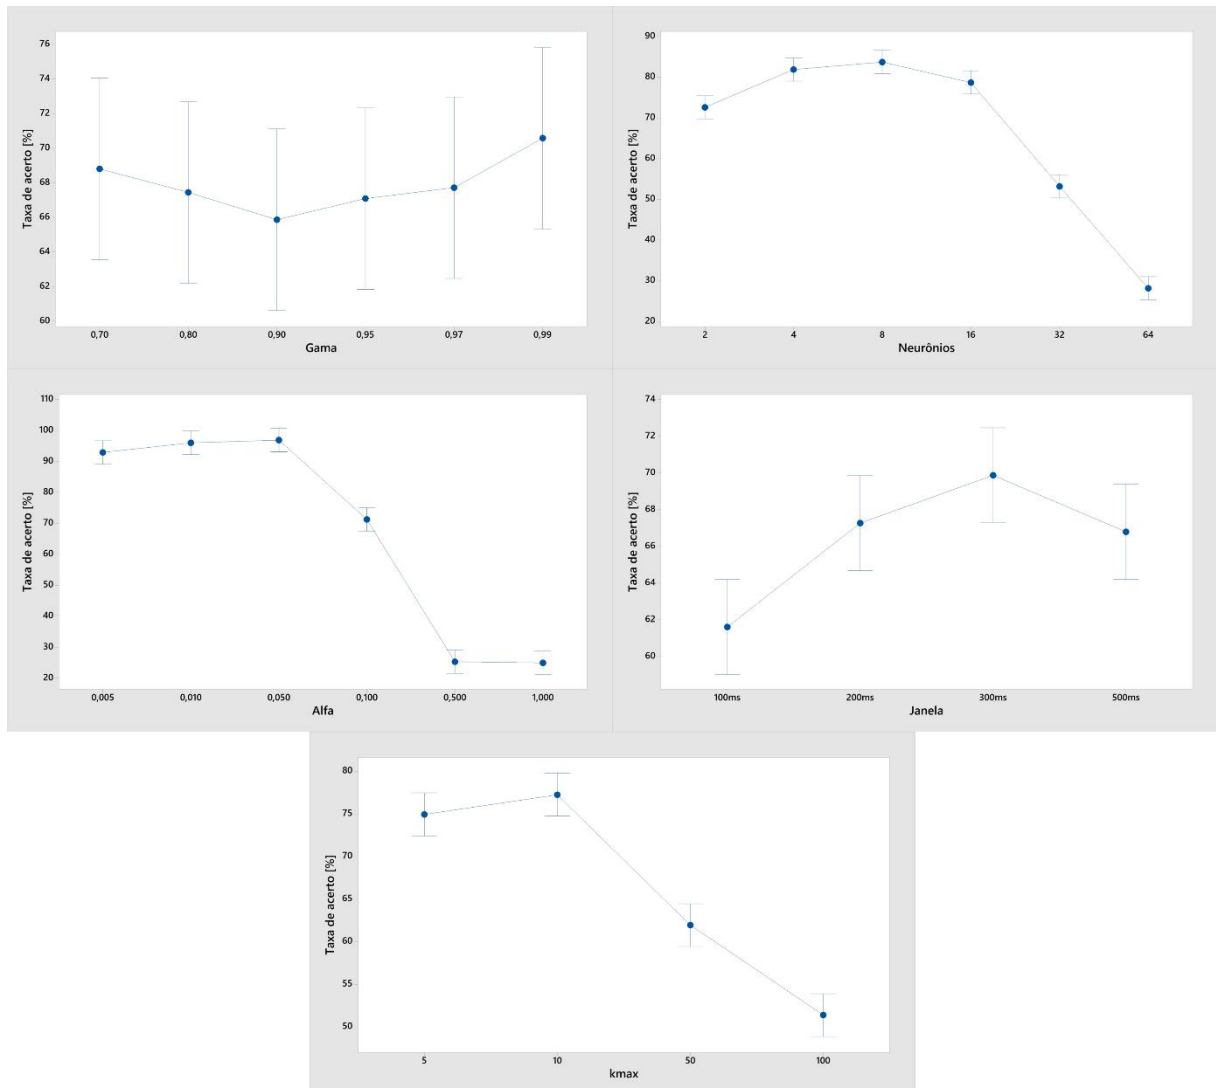 Taxa de acerto [%]
76
74
72
70
68
66
64
62
60
0,70 0,80 0,90 0,95 0,97 0,99
Gama
Taxa de acerto [%]
90
80
70
60
50
40
30
20
2 4 8 16 32 64
Neurônios
Taxa de acerto [%]
110
100
90
80
70
60
50
40
30
20
0,005 0,010 0,050 0,100 0,500 1,000
Alfa
Taxa de acerto [%]
74
72
70
68
66
64
62
60
100ms 200ms 300ms 500ms
Janela
Taxa de acerto [%]
80
75
70
65
60
55
50
5 10 50 100
kmax